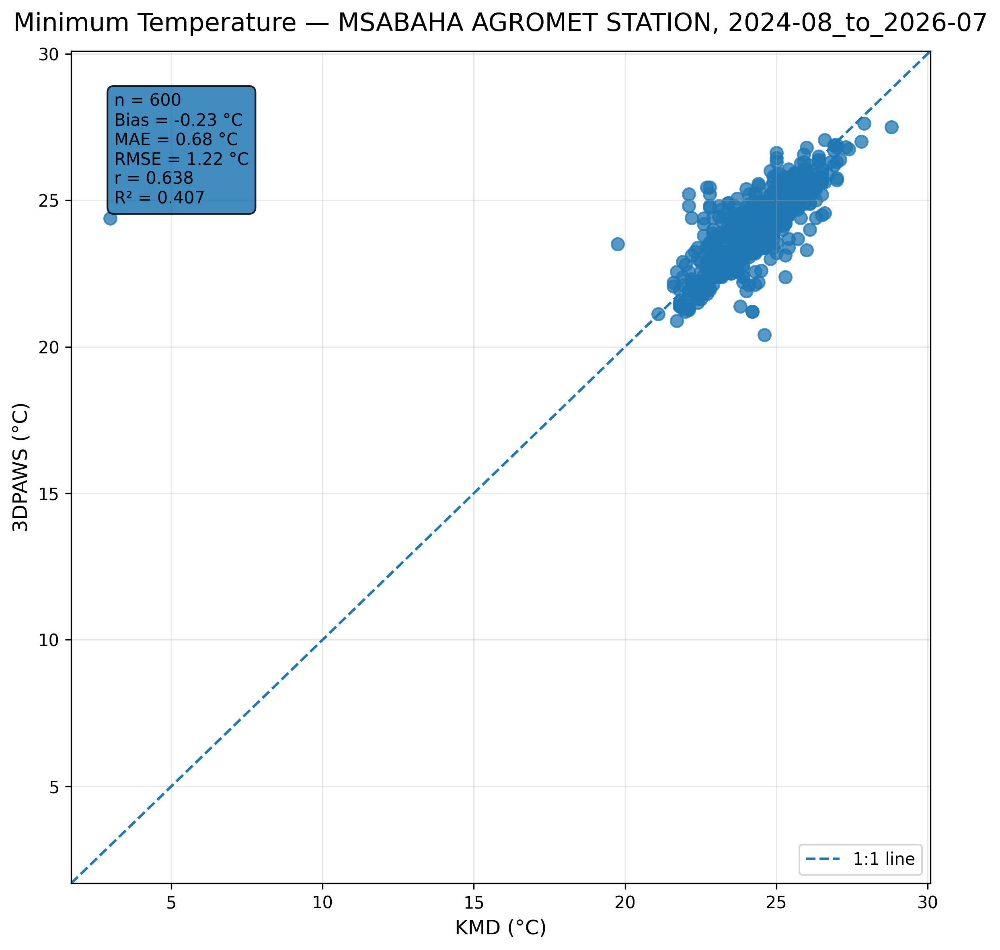 Minimum Temperature — MSABAHA AGROMET STATION, 2024-08_to_2026-07
30
25
20
15
10
5
3DPAWS (°C)
n = 600
Bias = -0.23 °C
MAE = 0.68 °C
RMSE = 1.22 °C
r = 0.638
R² = 0.407
1:1 line
5
10
15
20
25
30
KMD (°C)